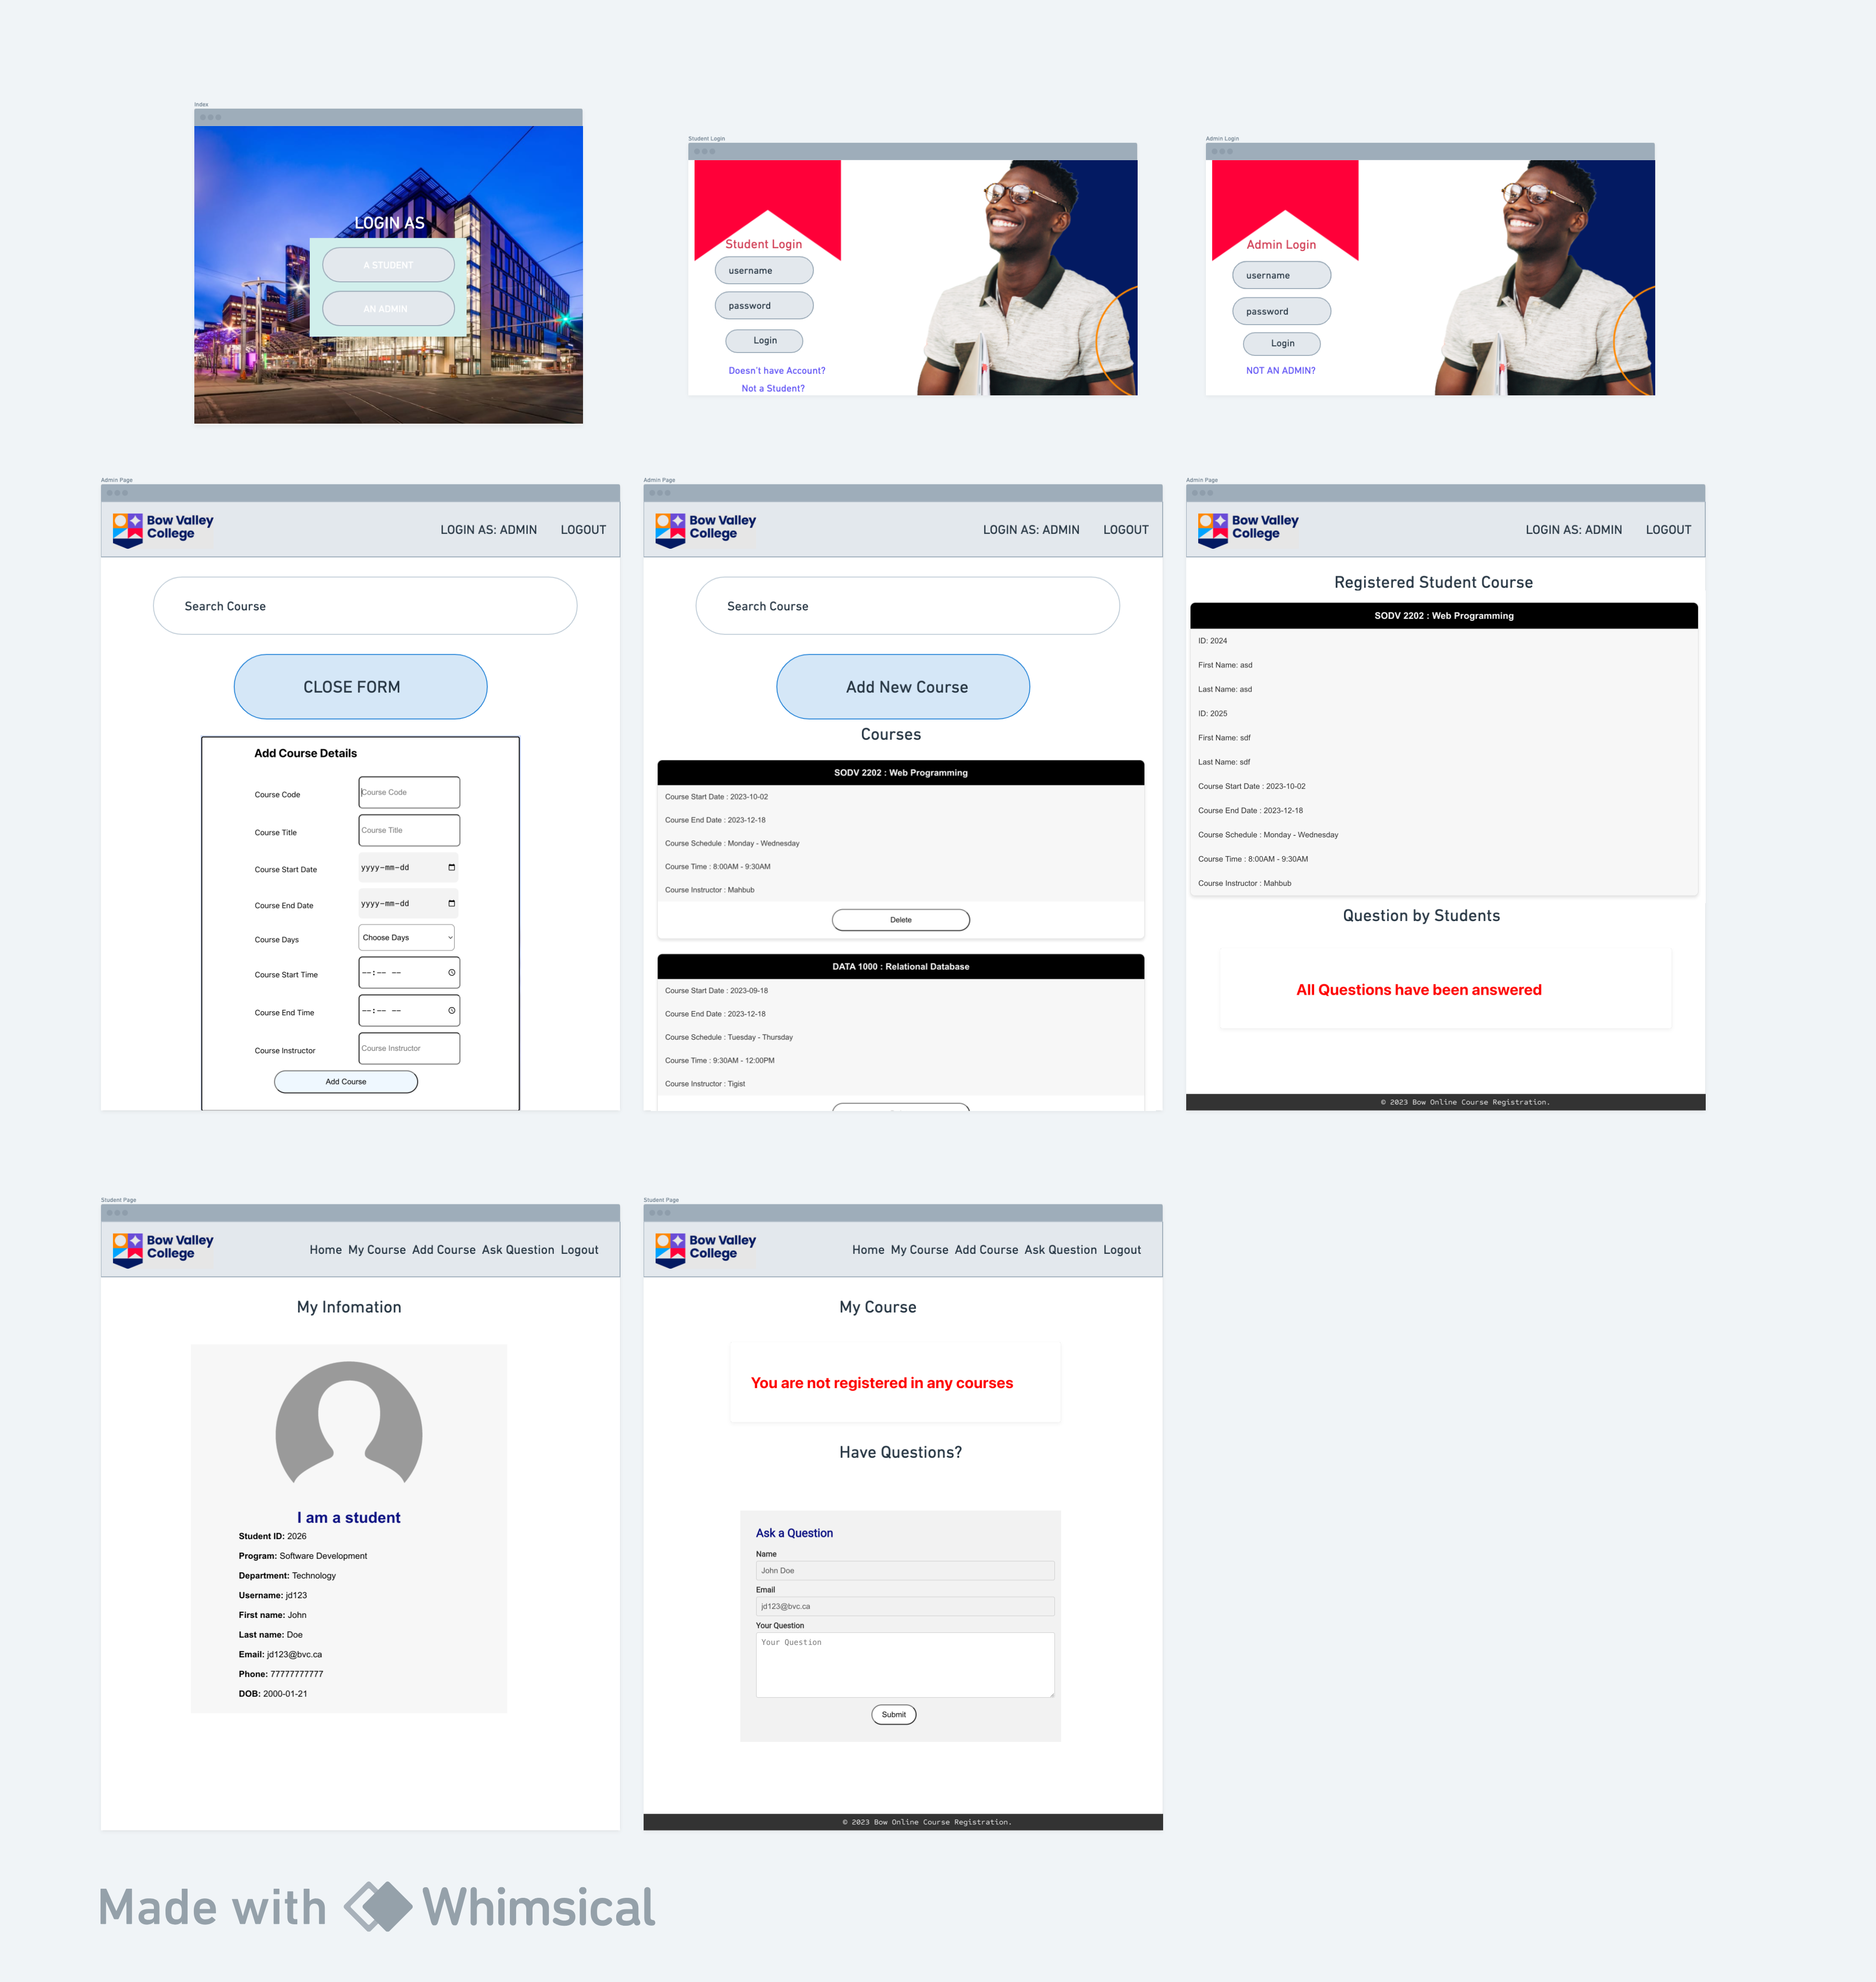 Index
LOGIN AS
A STUDENT
AN ADMIN
Student Login
Student Login
username
password
Login
Doesn't have Account?
Not a Student?
Admin Login
Admin Login
username
password
Login
NOT AN ADMIN?
Admin Page
Bow Valley
College
LOGIN AS: ADMIN LOGOUT
Search Course
CLOSE FORM
Add Course Details
Course Code Course Code
Course Title Course Title
Course Start Date yyyy-mm-dd
Course End Date yyyy-mm-dd
Course Days Choose Days
Course Start Time --:-- --
Course End Time --:-- --
Course Instructor Course Instructor
Add Course
Admin Page
Bow Valley
College
LOGIN AS: ADMIN LOGOUT
Search Course
Add New Course
Courses
SODV 2202 : Web Programming
Course Start Date : 2023-10-02
Course End Date : 2023-12-18
Course Schedule : Monday - Wednesday
Course Time : 8:00AM - 9:30AM
Course Instructor : Mahbub
Delete
DATA 1000 : Relational Database
Course Start Date : 2023-09-18
Course End Date : 2023-12-18
Course Schedule : Tuesday - Thursday
Course Time : 9:30AM - 12:00PM
Course Instructor : Tigist
Admin Page
Bow Valley
College
LOGIN AS: ADMIN LOGOUT
Registered Student Course
SODV 2202 : Web Programming
ID: 2024
First Name: asd
Last Name: asd
ID: 2025
First Name: sdf
Last Name: sdf
Course Start Date : 2023-10-02
Course End Date : 2023-12-18
Course Schedule : Monday - Wednesday
Course Time : 8:00AM - 9:30AM
Course Instructor : Mahbub
Question by Students
All Questions have been answered
© 2023 Bow Online Course Registration.
Student Page
Bow Valley
College
Home My Course Add Course Ask Question Logout
My Infomation
I am a student
Student ID: 2026
Program: Software Development
Department: Technology
Username: jd123
First name: John
Last name: Doe
Email: jd123@bvc.ca
Phone: 77777777777
DOB: 2000-01-21
Student Page
Bow Valley
College
Home My Course Add Course Ask Question Logout
My Course
You are not registered in any courses
Have Questions?
Ask a Question
Name
John Doe
Email
jd123@bvc.ca
Your Question
Your Question
Submit
© 2023 Bow Online Course Registration.
Made with Whimsical